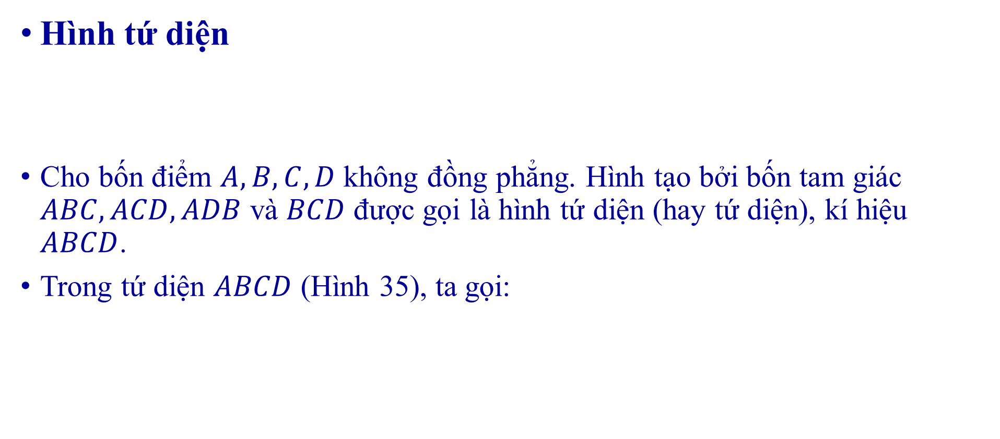 • Hình tứ diện
• Cho bốn điểm A, B, C, D không đồng phẳng. Hình tạo bởi bốn tam giác
ABC, ACD, ADB và BCD được gọi là hình tứ diện (hay tứ diện), kí hiệu
ABCD.
• Trong tứ diện ABCD (Hình 35), ta gọi: